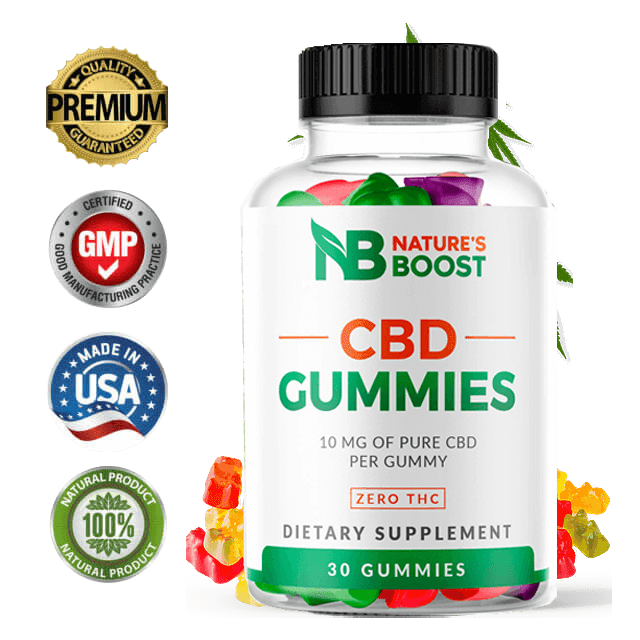 QUALITY
PREMIUM
GUARANTEED
CERTIFIED
GMP
GOOD MANUFACTURING PRACTICE
MADE IN
USA
NATURAL PRODUCT
100%
NATURAL PRODUCT
NB
NATURE'S
BOOST
CBD
GUMMIES
10 MG OF PURE CBD
PER GUMMY
ZERO THC
DIETARY SUPPLEMENT
30 GUMMIES